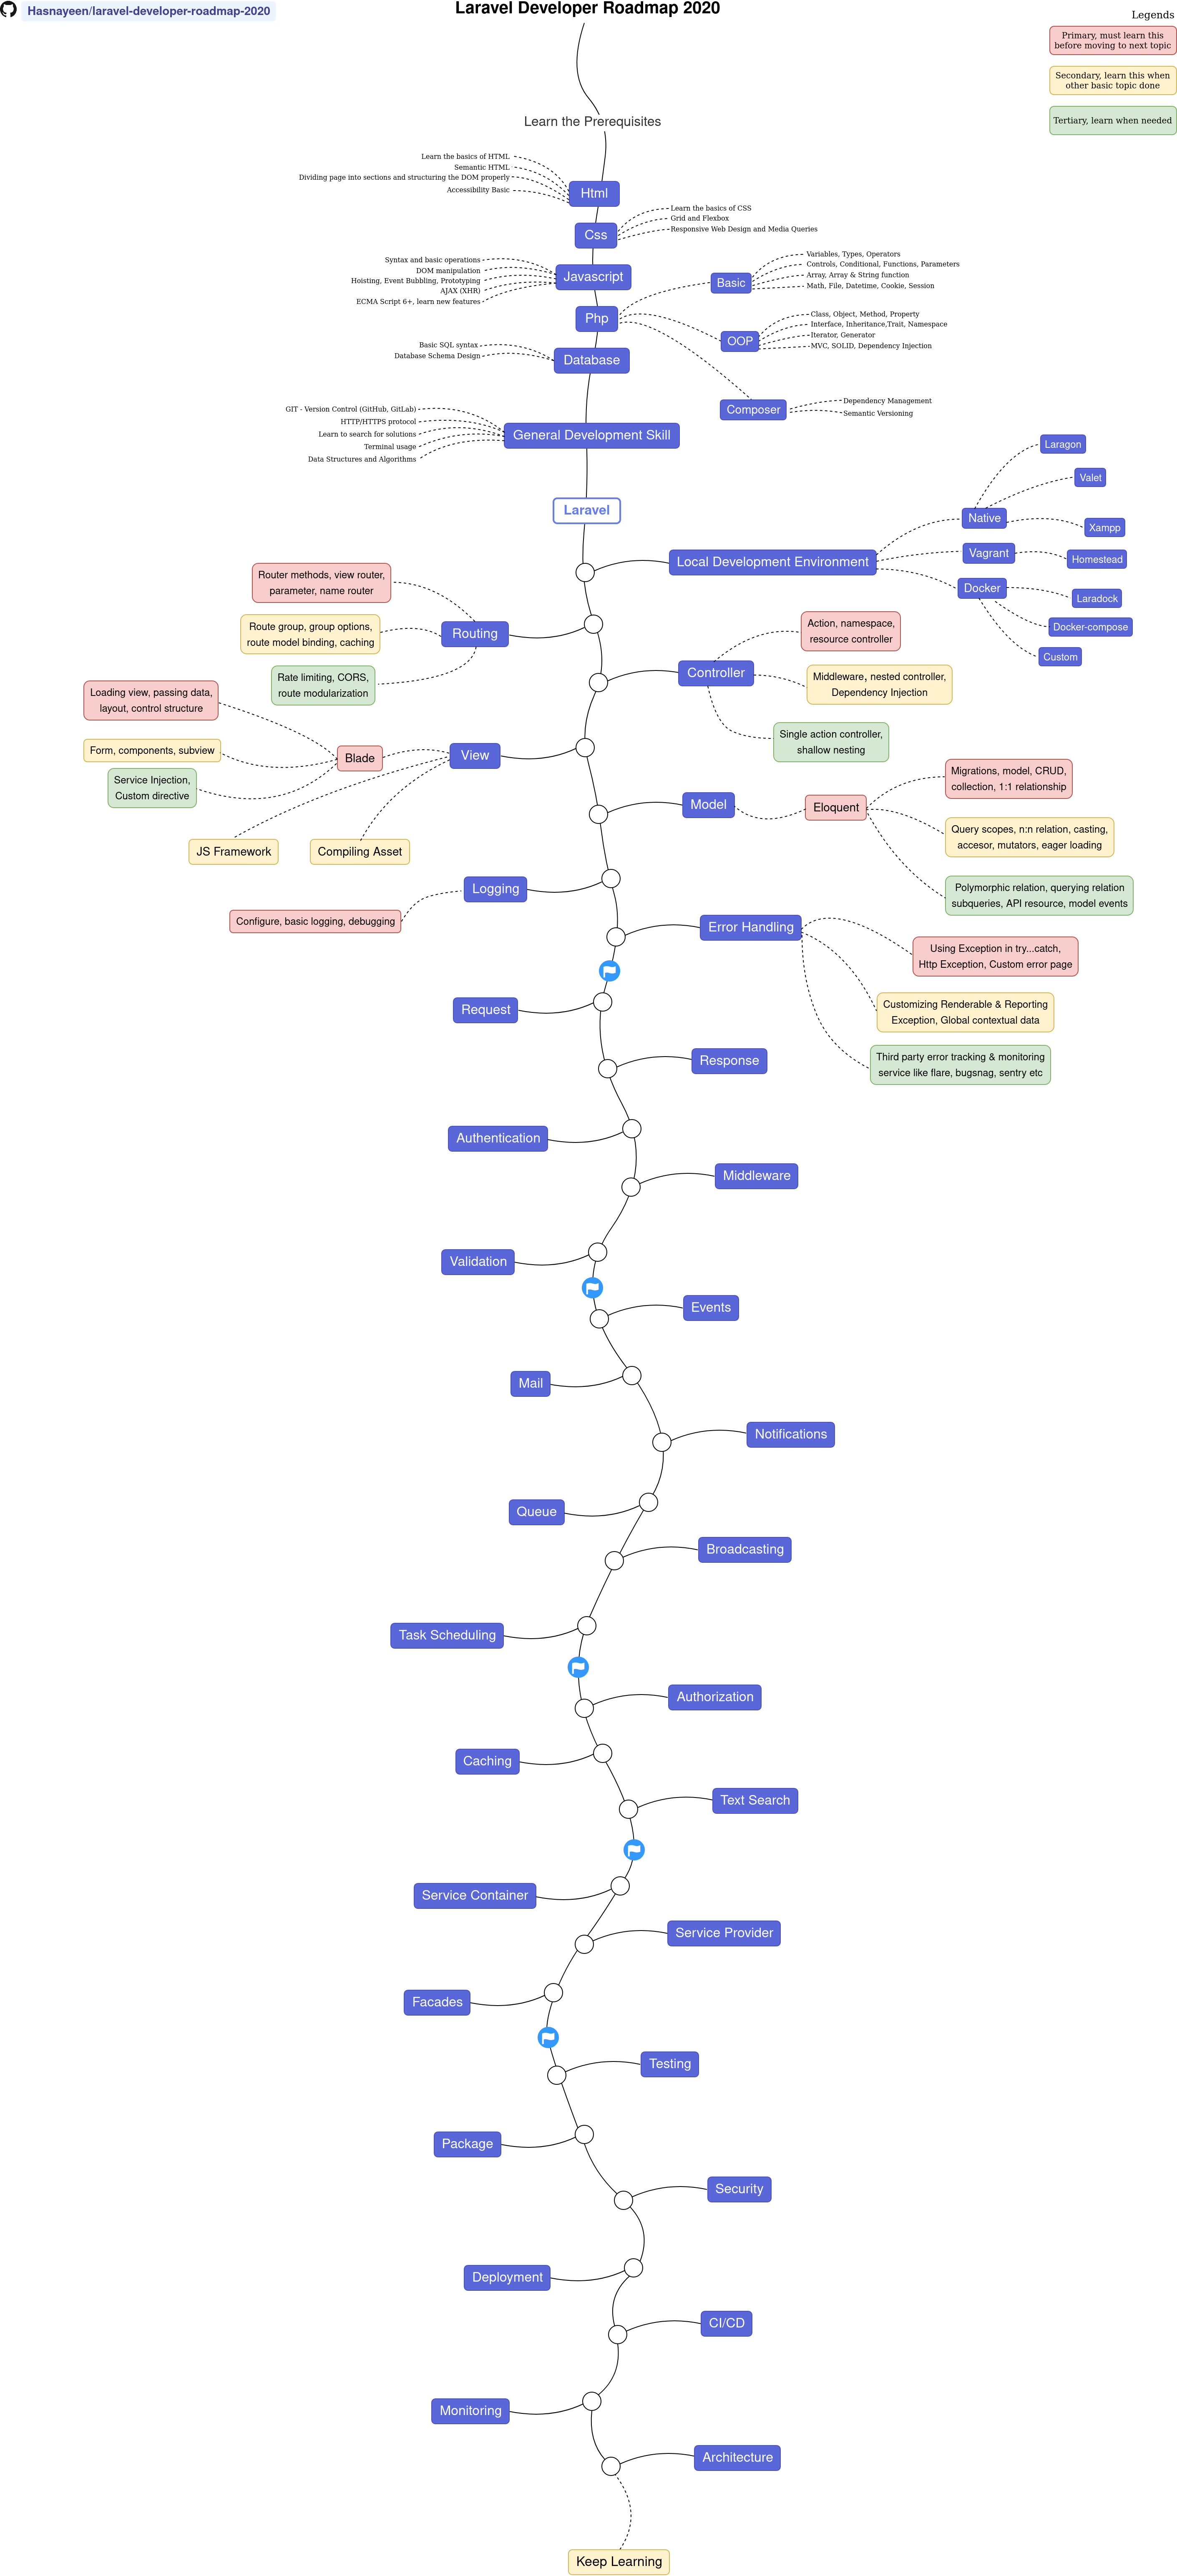 Hasnayeen/laravel-developer-roadmap-2020
Laravel Developer Roadmap 2020
Legends
Primary, must learn this
before moving to next topic
Secondary, learn this when
other basic topic done
Tertiary, learn when needed
Learn the Prerequisites
Learn the basics of HTML
Semantic HTML
Dividing page into sections and structuring the DOM properly
Accessibility Basic
Html
Css
Learn the basics of CSS
Grid and Flexbox
Responsive Web Design and Media Queries
Syntax and basic operations
DOM manipulation
Hoisting, Event Bubbling, Prototyping
AJAX (XHR)
ECMA Script 6+, learn new features
Javascript
Php
Basic
Variables, Types, Operators
Controls, Conditional, Functions, Parameters
Array, Array & String function
Math, File, Datetime, Cookie, Session
OOP
Class, Object, Method, Property
Interface, Inheritance,Trait, Namespace
Iterator, Generator
MVC, SOLID, Dependency Injection
Composer
Dependency Management
Semantic Versioning
Basic SQL syntax
Database Schema Design
Database
GIT - Version Control (GitHub, GitLab)
HTTP/HTTPS protocol
Learn to search for solutions
Terminal usage
Data Structures and Algorithms
General Development Skill
Laravel
Local Development Environment
Native
Laragon
Valet
Xampp
Vagrant
Homestead
Docker
Laradock
Docker-compose
Custom
Routing
Router methods, view router,
parameter, name router
Route group, group options,
route model binding, caching
Rate limiting, CORS,
route modularization
Controller
Action, namespace,
resource controller
Middleware, nested controller,
Dependency Injection
Single action controller,
shallow nesting
View
Blade
Loading view, passing data,
layout, control structure
Form, components, subview
Service Injection,
Custom directive
JS Framework
Compiling Asset
Model
Eloquent
Migrations, model, CRUD,
collection, 1:1 relationship
Query scopes, n:n relation, casting,
accesor, mutators, eager loading
Polymorphic relation, querying relation
subqueries, API resource, model events
Logging
Configure, basic logging, debugging
Error Handling
Using Exception in try...catch,
Http Exception, Custom error page
Customizing Renderable & Reporting
Exception, Global contextual data
Third party error tracking & monitoring
service like flare, bugsnag, sentry etc
Request
Response
Authentication
Middleware
Validation
Events
Mail
Notifications
Queue
Broadcasting
Task Scheduling
Authorization
Caching
Text Search
Service Container
Service Provider
Facades
Testing
Package
Security
Deployment
CI/CD
Monitoring
Architecture
Keep Learning